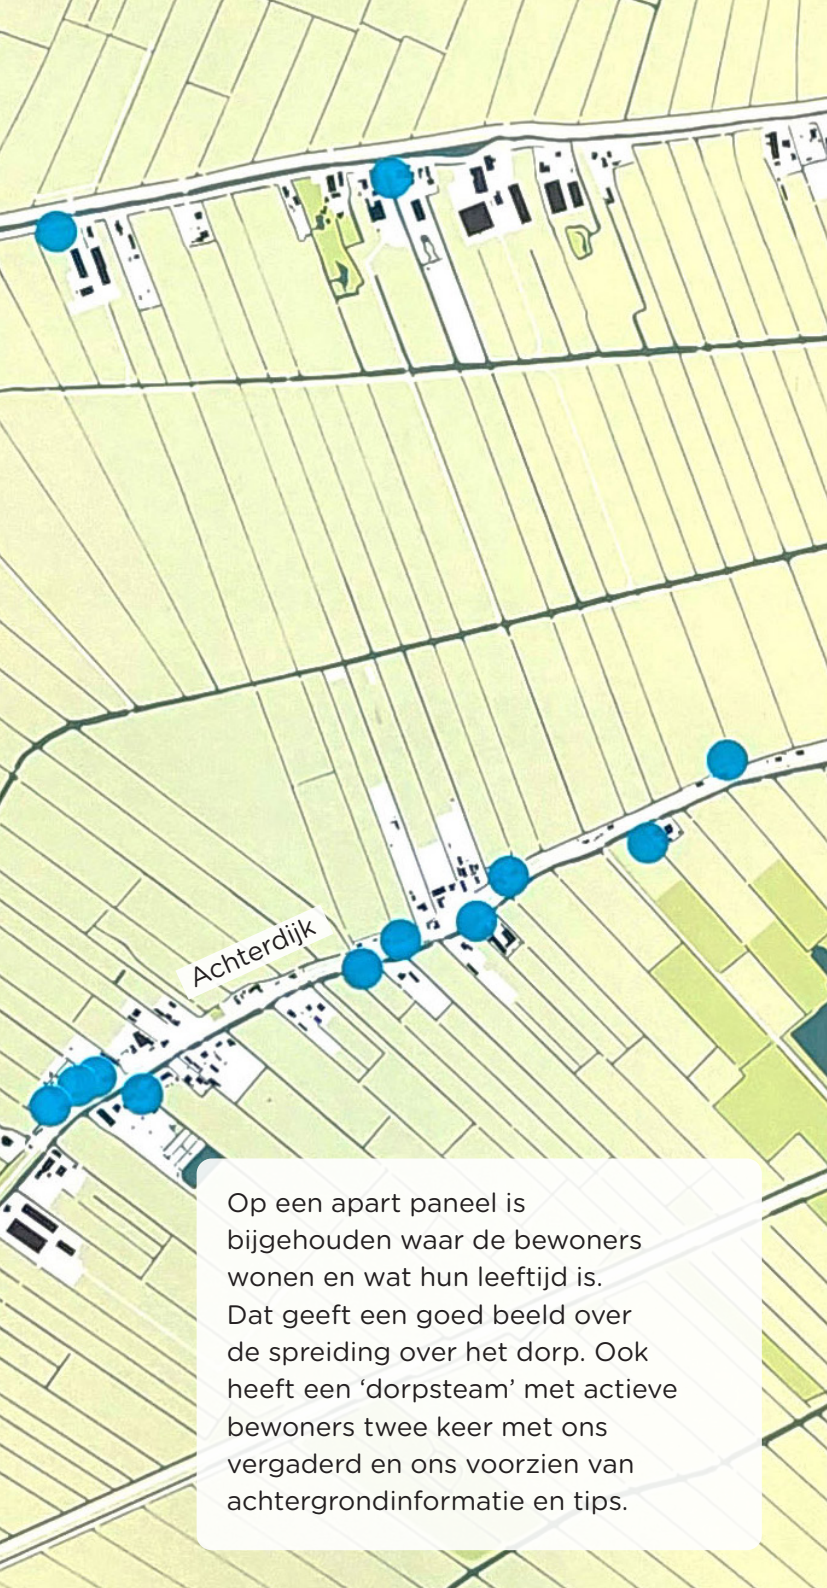 Achterdijk
Op een apart paneel is
bijgehouden waar de bewoners
wonen en wat hun leeftijd is.
Dat geeft een goed beeld over
de spreiding over het dorp. Ook
heeft een ‘dorpsteam’ met actieve
bewoners twee keer met ons
vergaderd en ons voorzien van
achtergrondinformatie en tips.